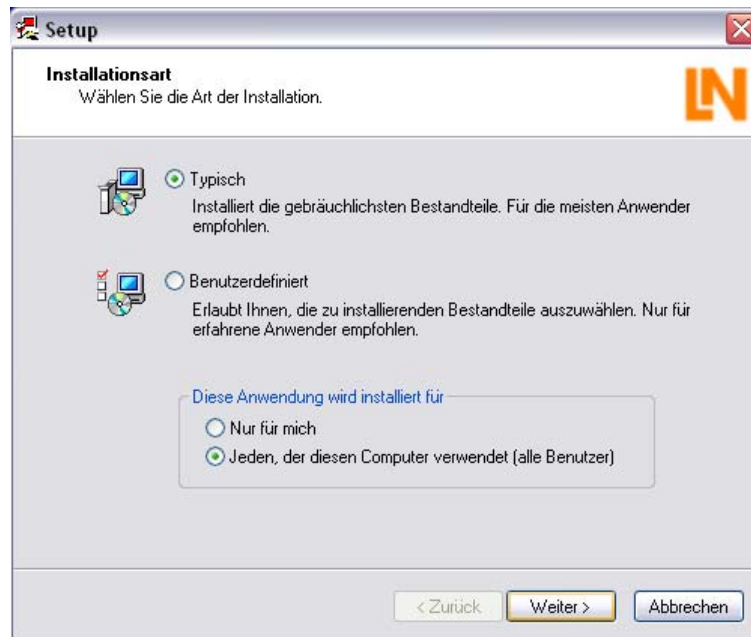 Setup
Installationsart
Wählen Sie die Art der Installation.
LN
Typisch
Installiert die gebräuchlichsten Bestandteile. Für die meisten Anwender
empfohlen.
Benutzerdefiniert
Erlaubt Ihnen, die zu installierenden Bestandteile auszuwählen. Nur für
erfahrene Anwender empfohlen.
Diese Anwendung wird installiert für
Nur für mich
Jeden, der diesen Computer verwendet (alle Benutzer)
< Zurück
Weiter >
Abbrechen